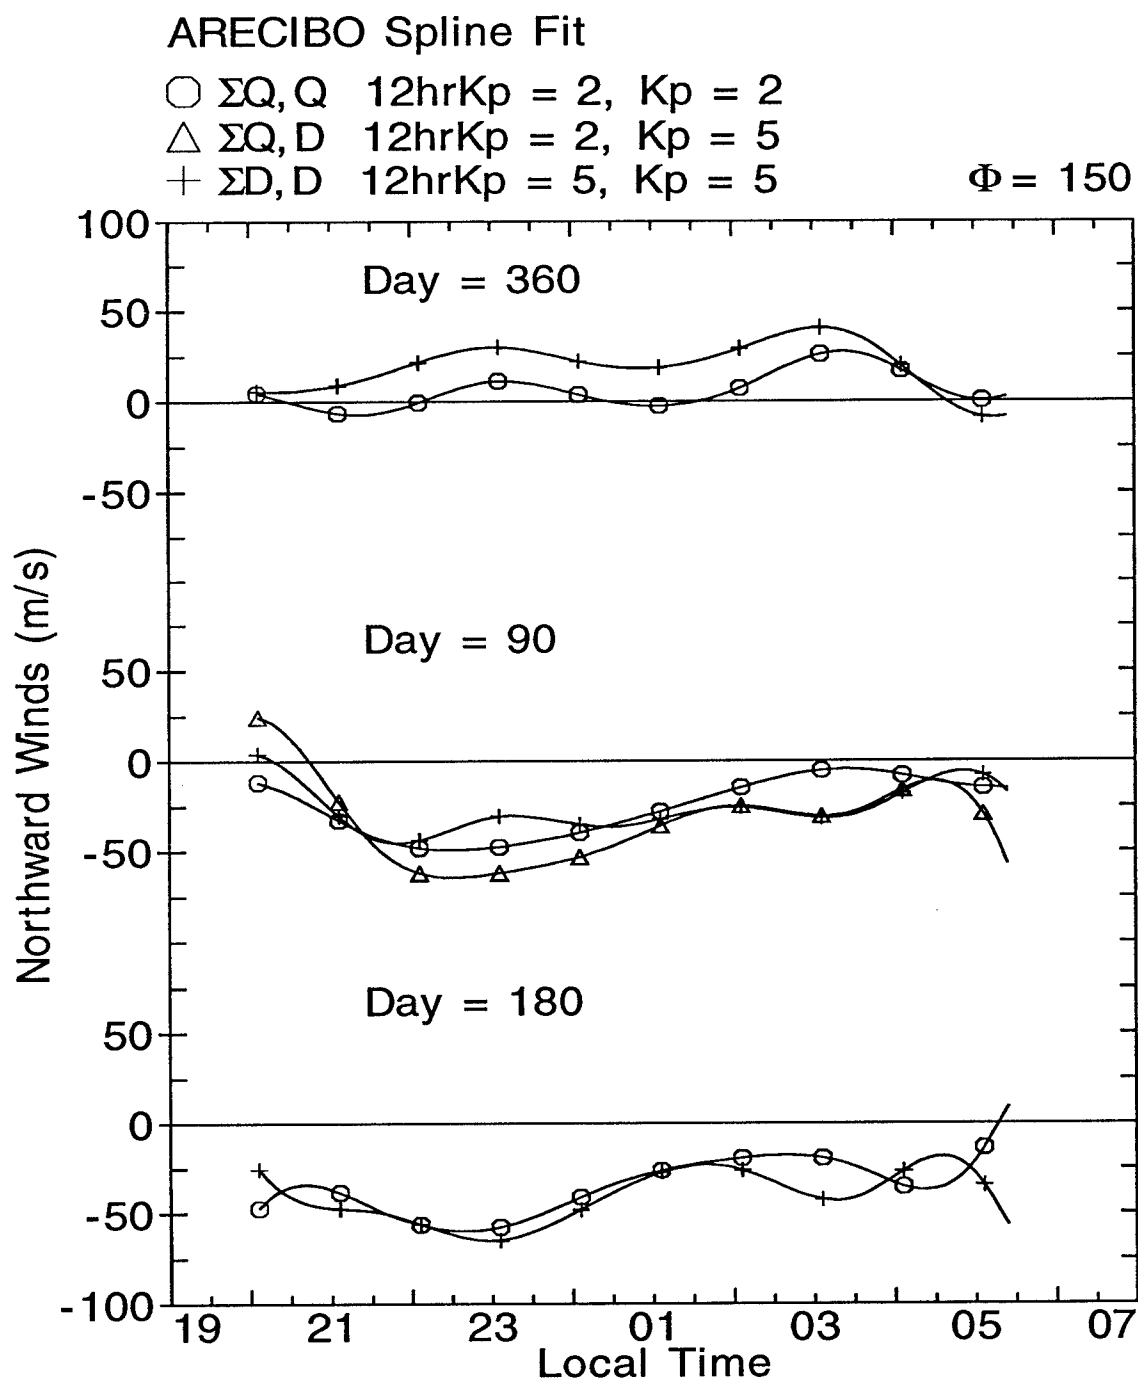 ARECIBO Spline Fit
ΣQ, Q 12hrKp = 2, Kp = 2
ΣQ, D 12hrKp = 2, Kp = 5
ΣD, D 12hrKp = 5, Kp = 5
Φ = 150
100
Day = 360
50
0
-50
Day = 90
50
0
-50
Day = 180
50
0
-50
-100
Northward Winds (m/s)
19 21 23 01 03 05 07
Local Time